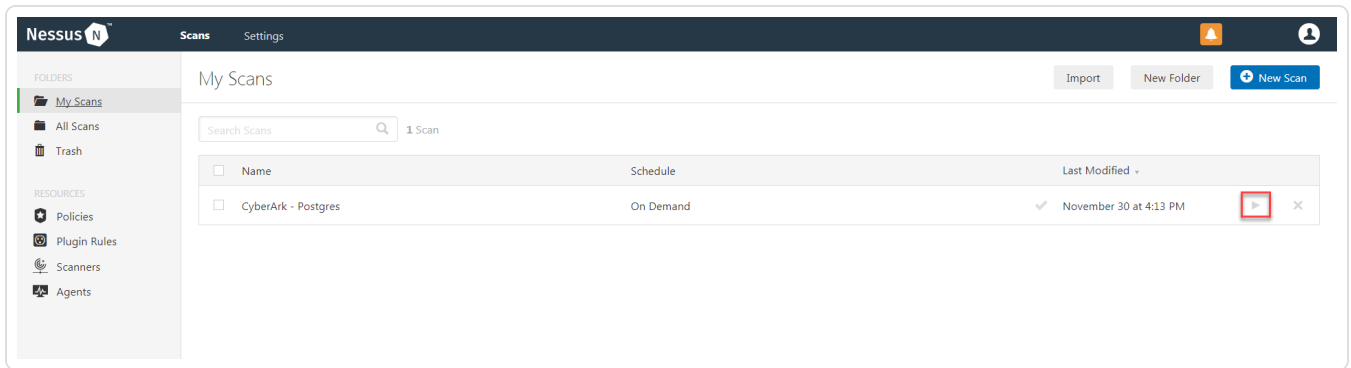 Nessus N ™ Scans Settings
FOLDERS
My Scans
All Scans
Trash
RESOURCES
Policies
Plugin Rules
Scanners
Agents
My Scans Import New Folder New Scan
Search Scans 1 Scan
Name Schedule Last Modified
CyberArk - Postgres On Demand November 30 at 4:13 PM